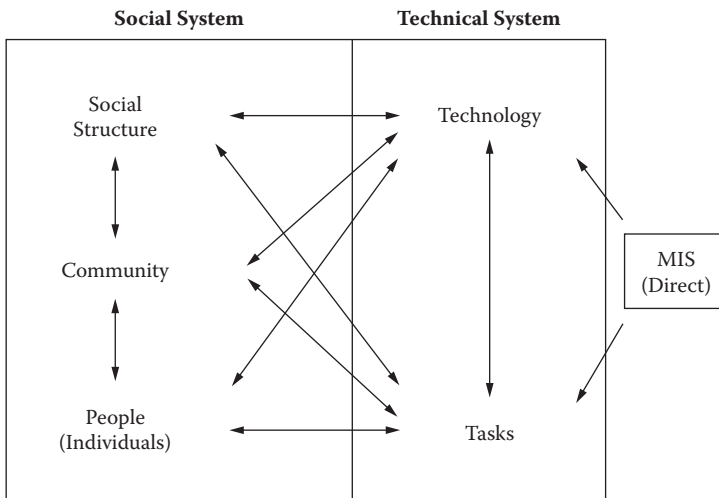 Social System
Technical System
Social
Structure
Technology
Community
MIS
(Direct)
People
(Individuals)
Tasks